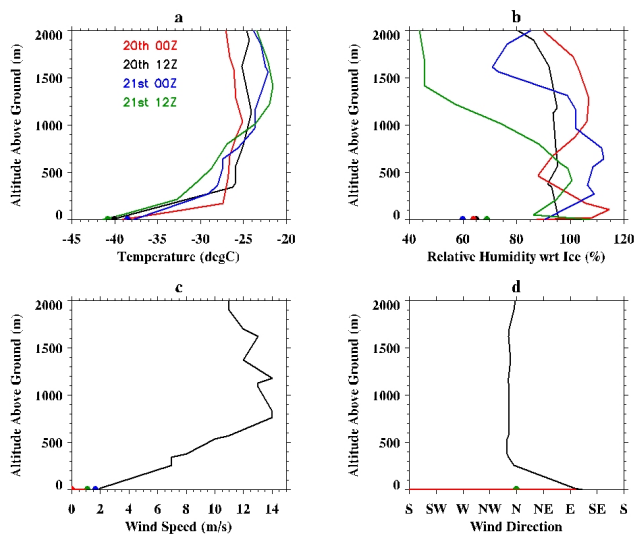 a
2000
1500
1000
500
0
Altitude Above Ground (m)
20th 00Z
20th 12Z
21st 00Z
21st 12Z
-45 -40 -35 -30 -25 -20
Temperature (degC)
b
2000
1500
1000
500
0
Altitude Above Ground (m)
40 60 80 100 120
Relative Humidity wrt Ice (%)
c
2000
1500
1000
500
0
Altitude Above Ground (m)
0 2 4 6 8 10 12 14
Wind Speed (m/s)
d
2000
1500
1000
500
0
Altitude Above Ground (m)
S SW W NW N NE E SE S
Wind Direction